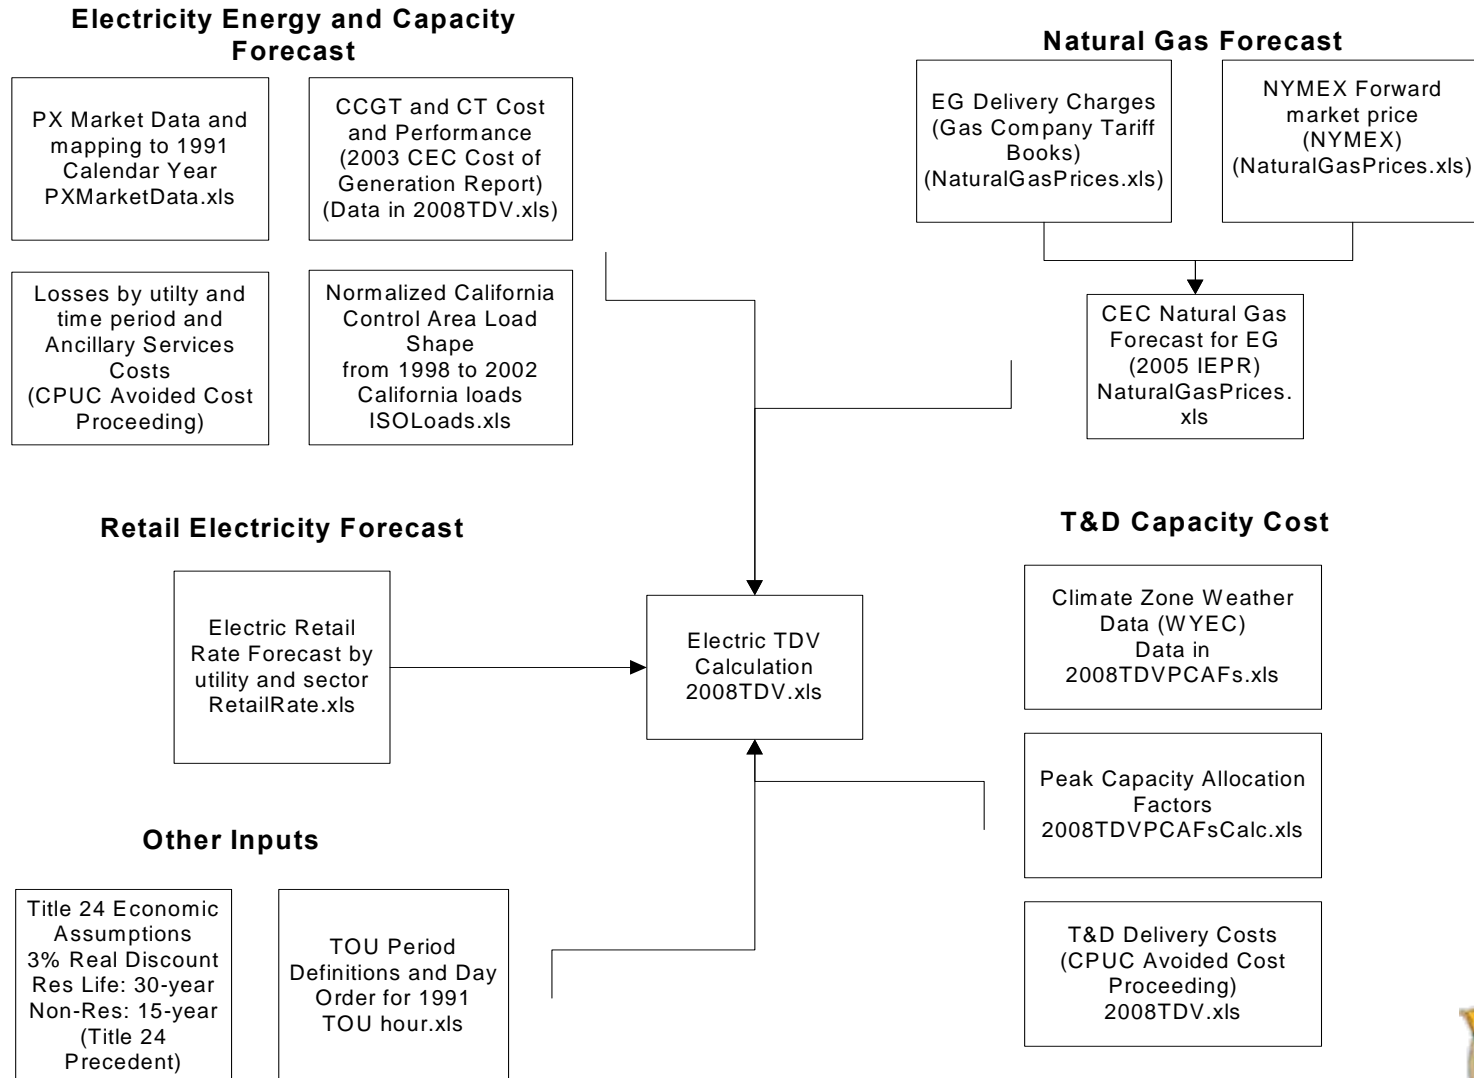 Electricity Energy and Capacity
Forecast
PX Market Data and
mapping to 1991
Calendar Year
PXMarketData.xls
CCGT and CT Cost
and Performance
(2003 CEC Cost of
Generation Report)
(Data in 2008TDV.xls)
Losses by utilty and
time period and
Ancillary Services
Costs
(CPUC Avoided Cost
Proceeding)
Normalized California
Control Area Load
Shape
from 1998 to 2002
California loads
ISOLoads.xls
Natural Gas Forecast
EG Delivery Charges
(Gas Company Tariff
Books)
(NaturalGasPrices.xls)
NYMEX Forward
market price
(NYMEX)
(NaturalGasPrices.xls)
CEC Natural Gas
Forecast for EG
(2005 IEPR)
NaturalGasPrices.
xls
Retail Electricity Forecast
Electric Retail
Rate Forecast by
utility and sector
RetailRate.xls
Electric TDV
Calculation
2008TDV.xls
T&D Capacity Cost
Climate Zone Weather
Data (WYEC)
Data in
2008TDVPCAFs.xls
Peak Capacity Allocation
Factors
2008TDVPCAFsCalc.xls
T&D Delivery Costs
(CPUC Avoided Cost
Proceeding)
2008TDV.xls
Other Inputs
Title 24 Economic
Assumptions
3% Real Discount
Res Life: 30-year
Non-Res: 15-year
(Title 24
Precedent)
TOU Period
Definitions and Day
Order for 1991
TOU hour.xls